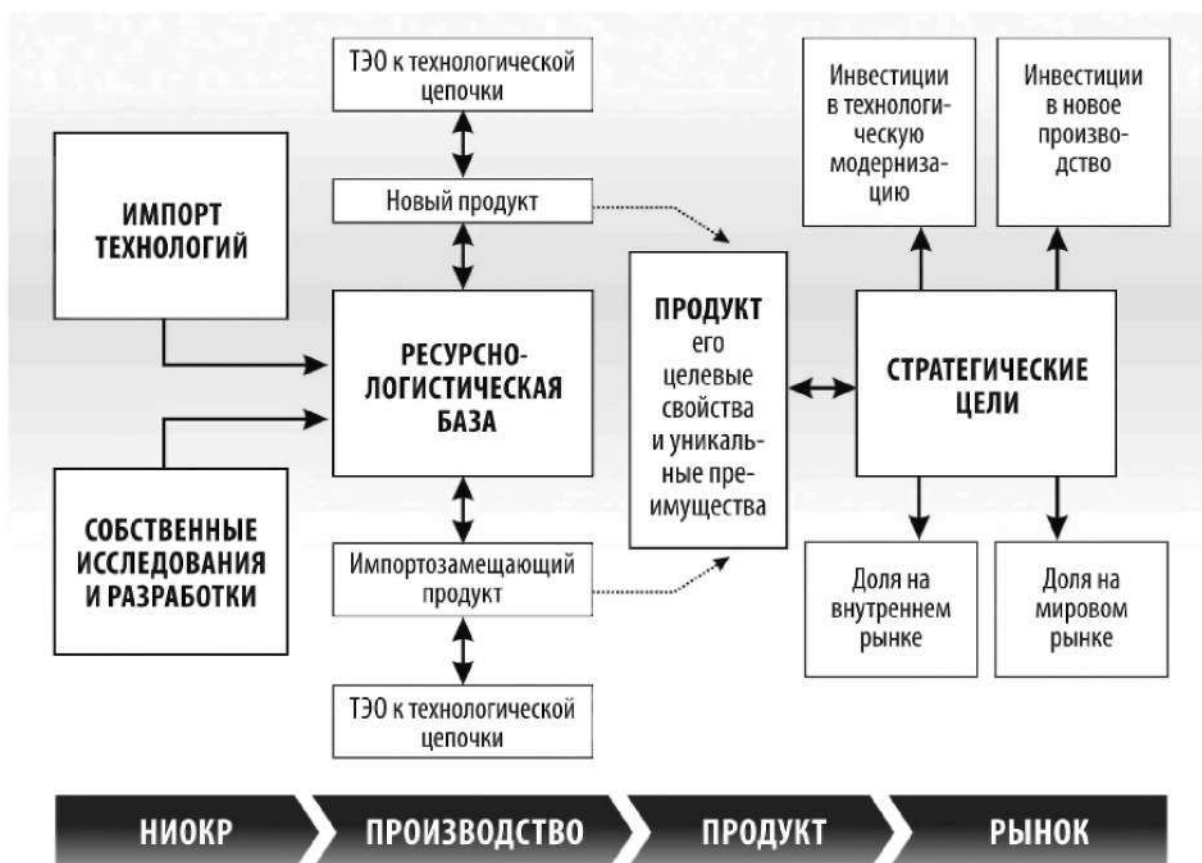 ТЭО к технологической
цепочки
Инвестиции
в технологи-
ческую
модерниза-
цию
Инвестиции
в новое
производ-
ство
ИМПОРТ
ТЕХНОЛОГИЙ
Новый продукт
РЕСУРСНО-
ЛОГИСТИЧЕСКАЯ
БАЗА
ПРОДУКТ
его
целевые
свойства
и уникаль-
ные пре-
имущества
СТРАТЕГИЧЕСКИЕ
ЦЕЛИ
СОБСТВЕННЫЕ
ИССЛЕДОВАНИЯ
И РАЗРАБОТКИ
Импортозамещающий
продукт
Доля на
внутреннем
рынке
Доля на
мировом
рынке
ТЭО к технологической
цепочки
НИОКР
ПРОИЗВОДСТВО
ПРОДУКТ
РЫНОК